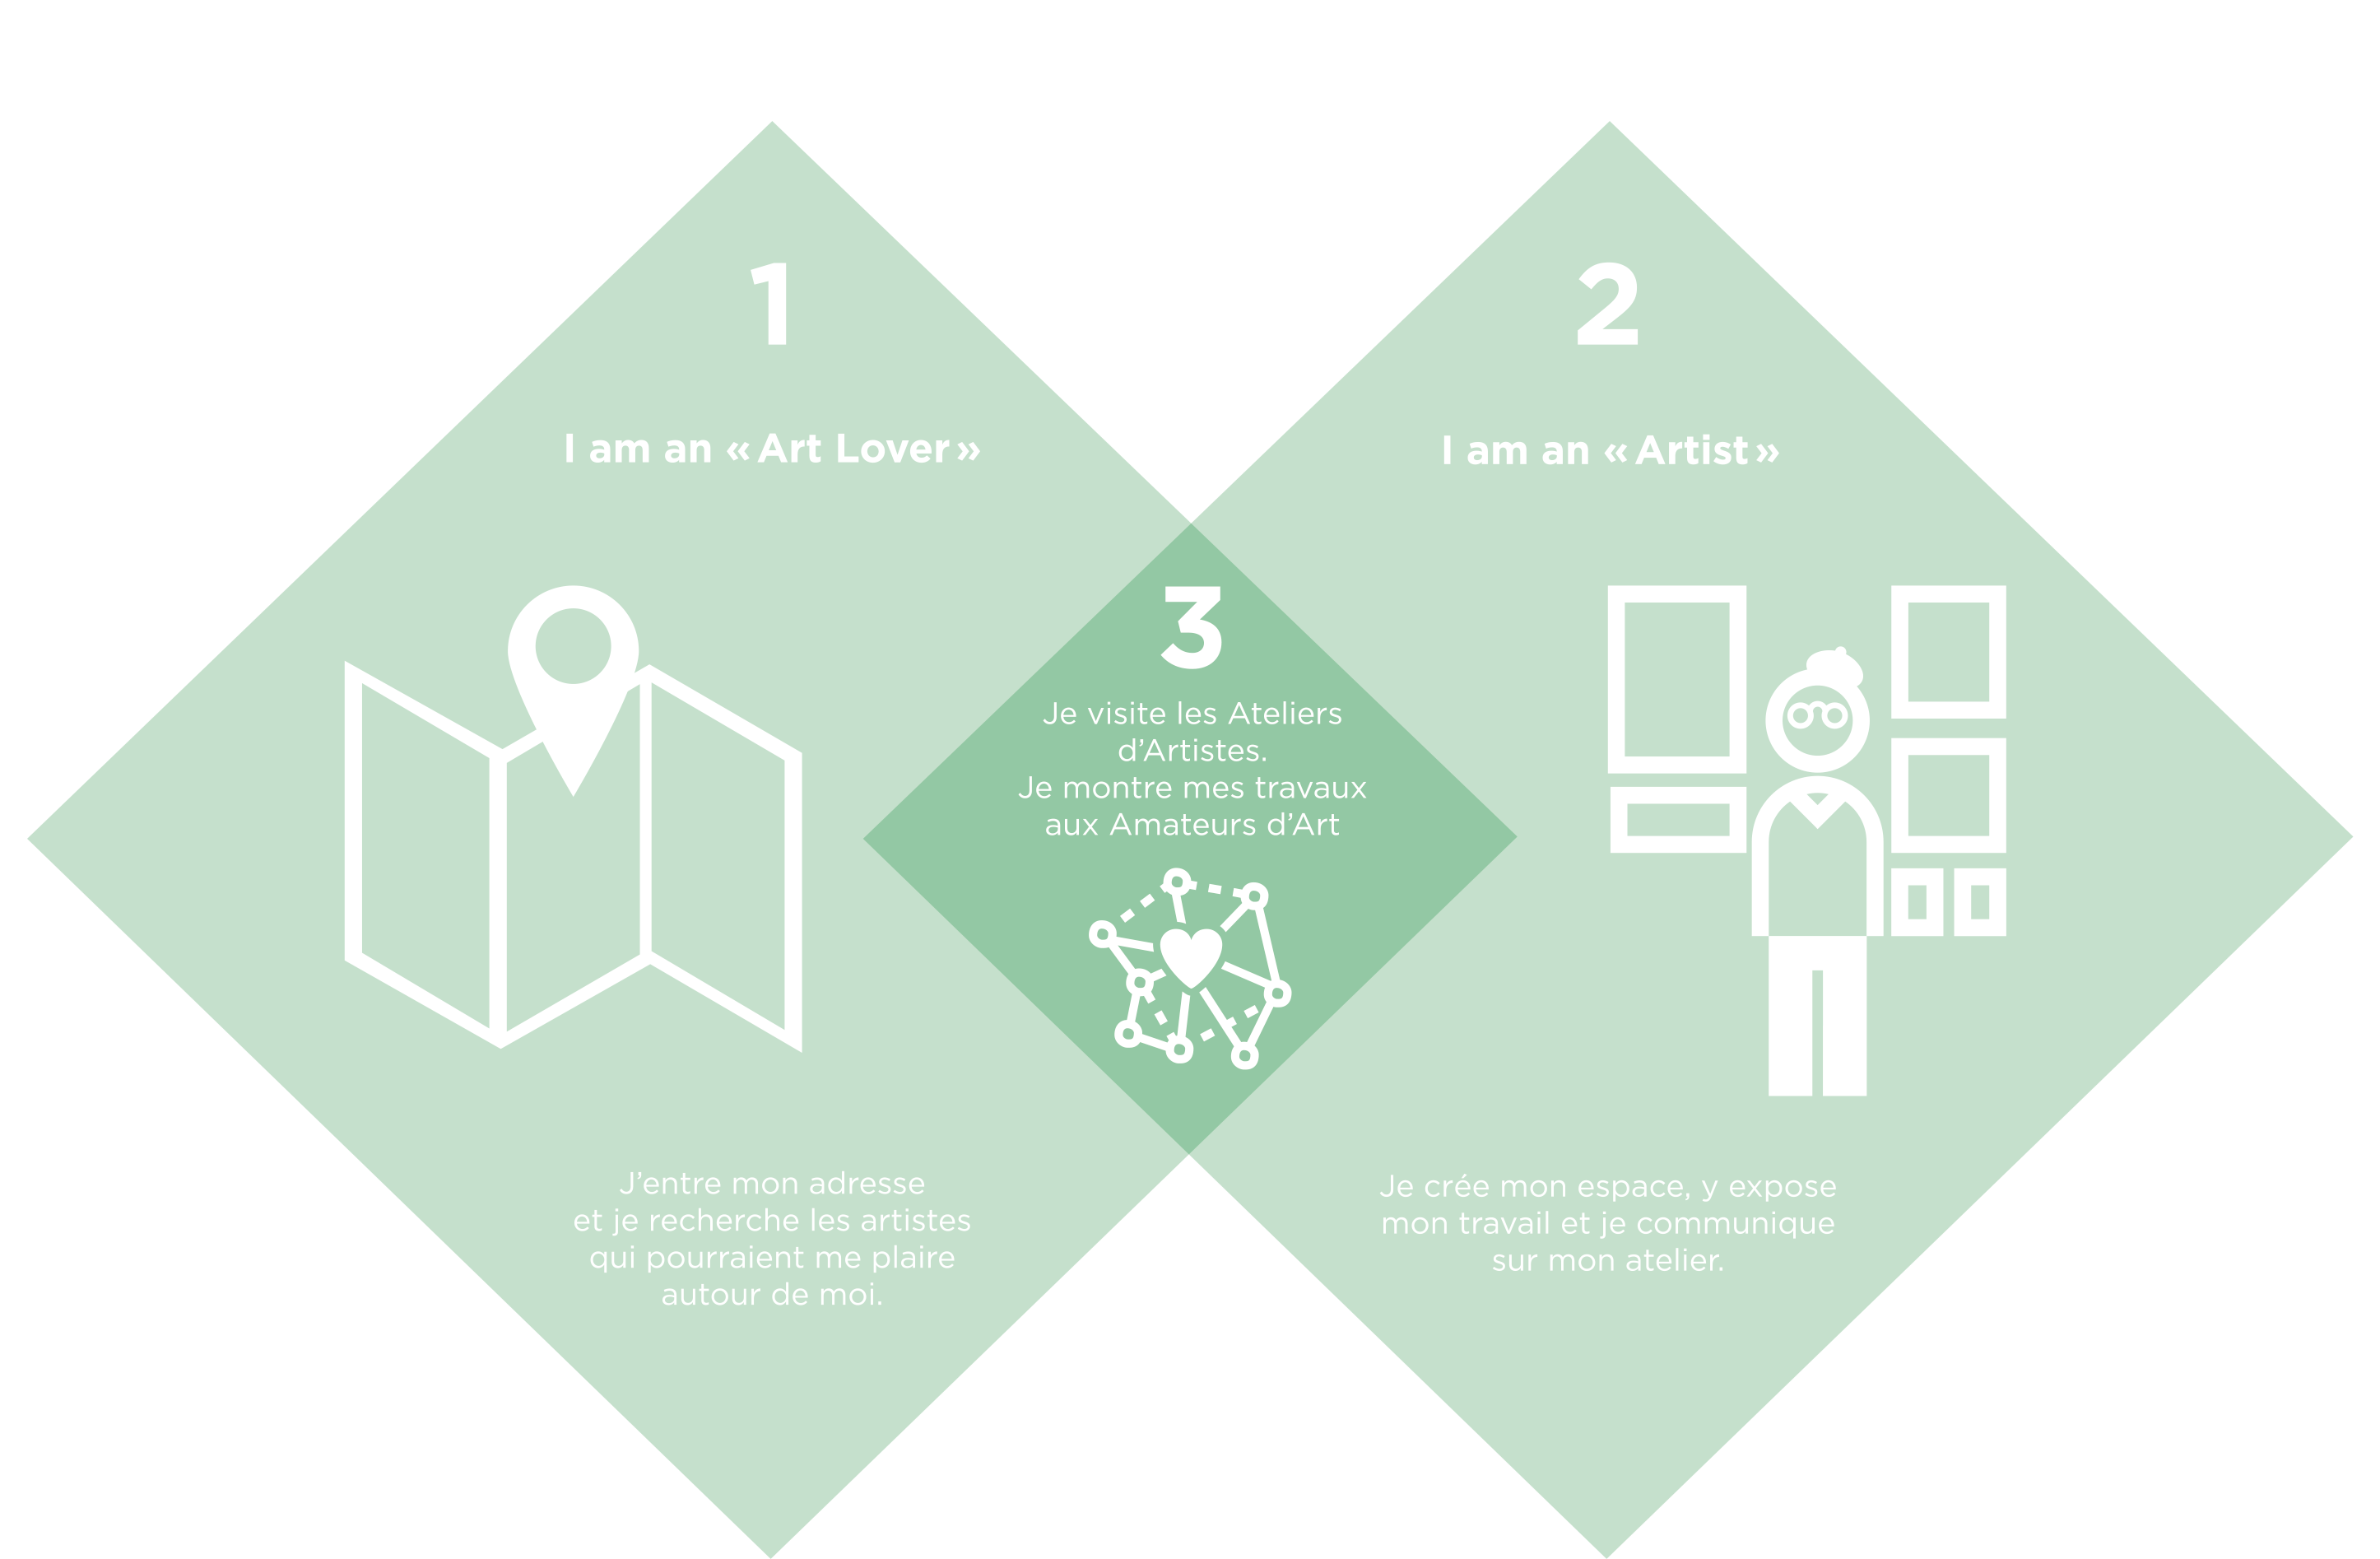 1
I am an « Art Lover »
J'entre mon adresse
et je recherche les artistes
qui pourraient me plaire
autour de moi.
2
I am an « Artist »
Je crée mon espace, y expose
mon travail et je communique
sur mon atelier.
3
Je visite les Ateliers
d'Artistes.
Je montre mes travaux
aux Amateurs d'Art